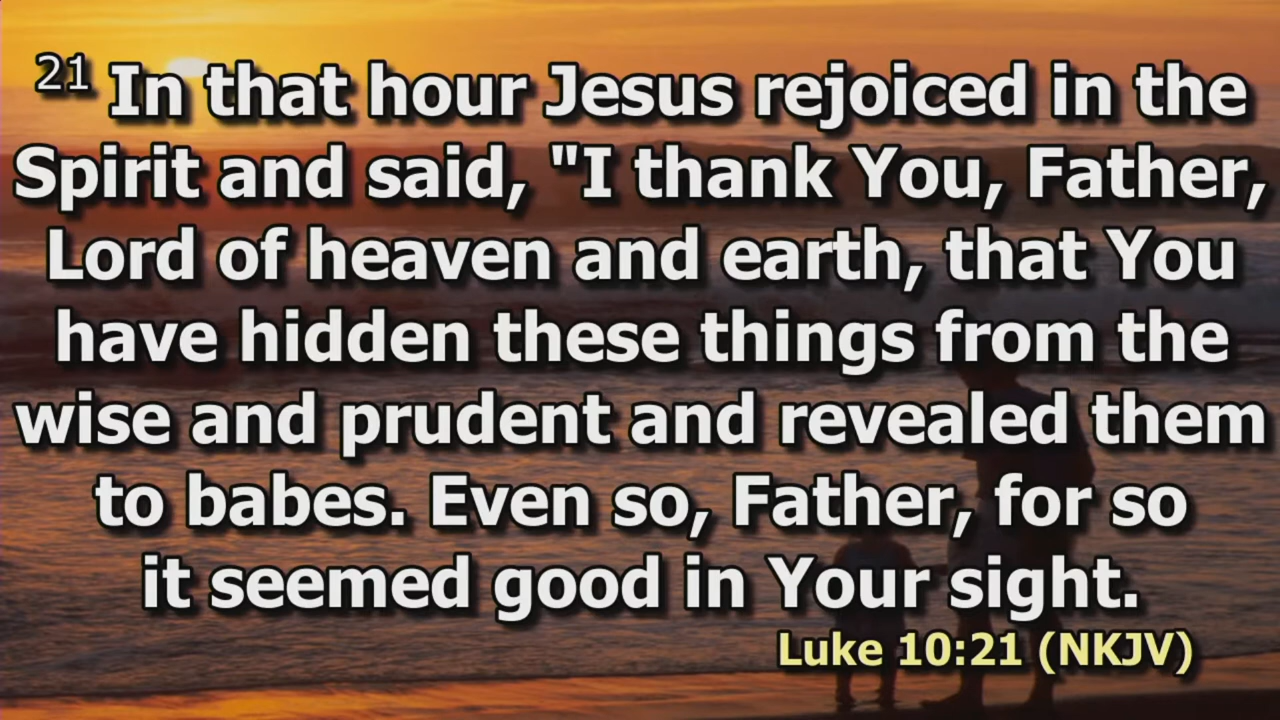 21 In that hour Jesus rejoiced in the
Spirit and said, "I thank You, Father,
Lord of heaven and earth, that You
have hidden these things from the
wise and prudent and revealed them
to babes. Even so, Father, for so
it seemed good in Your sight.
Luke 10:21 (NKJV)